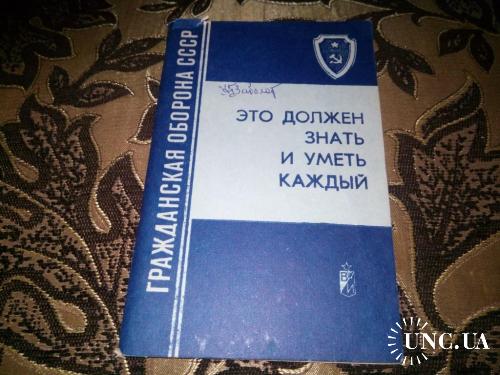 ГРАЖДАНСКАЯ ОБОРОНА СССР
ЭТО ДОЛЖЕН
ЗНАТЬ
И УМЕТЬ
КАЖДЫЙ
UNC.UA